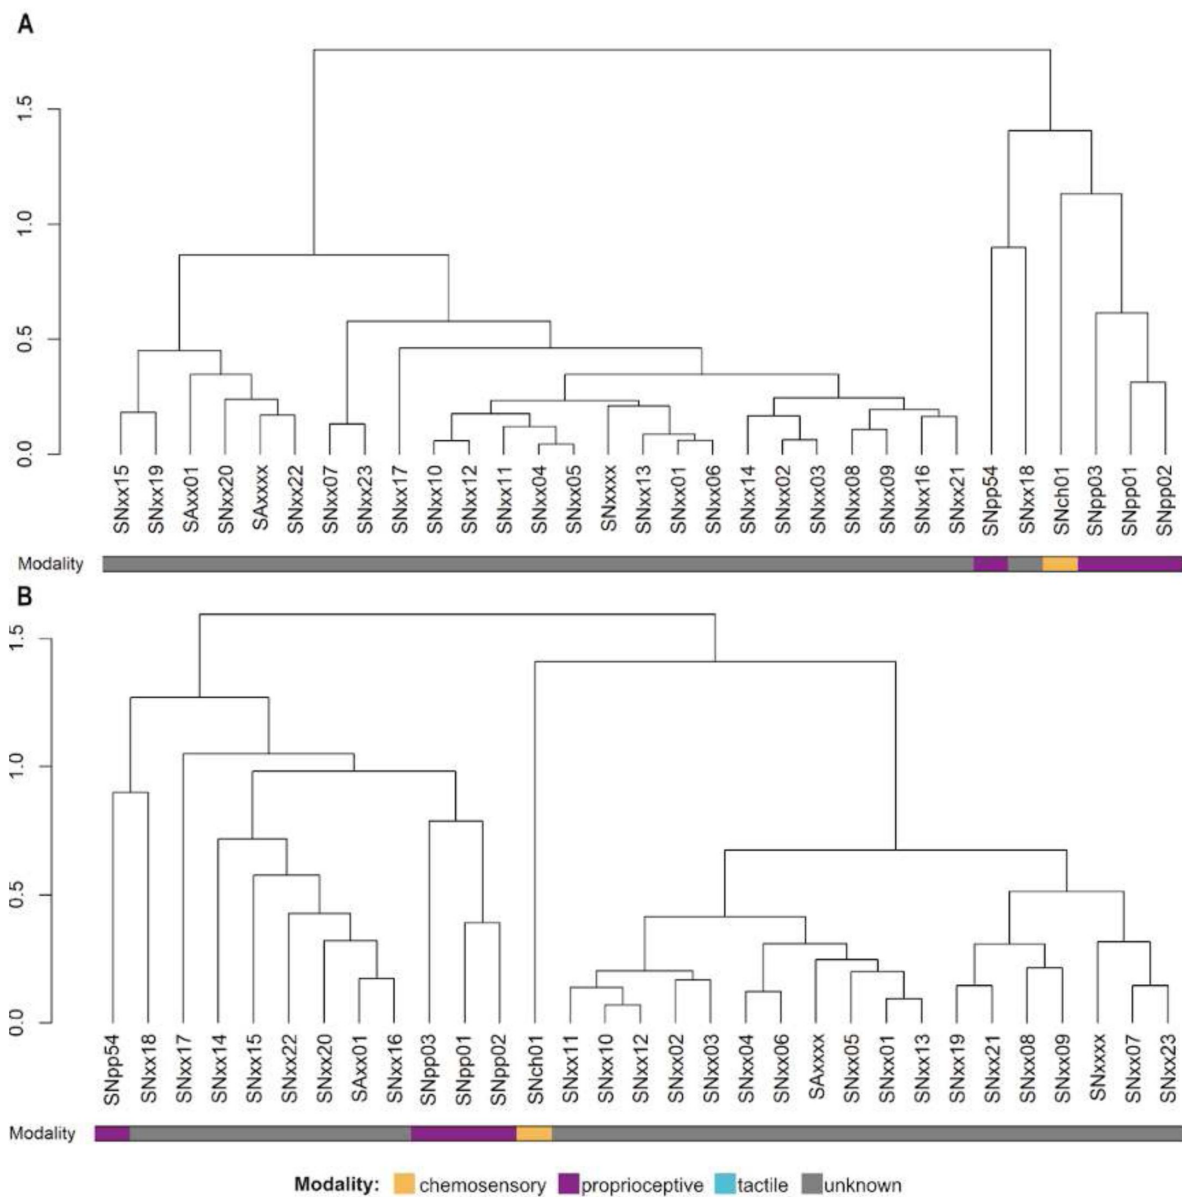 A
1.5
1.0
0.5
0.0
SNxx15 SNxx19 SAxx01 SNxx20 SAxxxx SNxx22 SNxx07 SNxx23 SNxx17 SNxx10 SNxx12 SNxx11 SNxx04 SNxx05 SNxxxx SNxx13 SNxx01 SNxx06 SNxx14 SNxx02 SNxx03 SNxx08 SNxx09 SNxx16 SNxx21 SNpp54 SNxx18 SNch01 SNpp03 SNpp01 SNpp02
Modality
B
1.5
1.0
0.5
0.0
SNpp54 SNxx18 SNxx17 SNxx14 SNxx15 SNxx22 SNxx20 SAxx01 SNxx16 SNpp03 SNpp01 SNpp02 SNch01 SNxx11 SNxx10 SNxx12 SNxx02 SNxx03 SNxx04 SNxx06 SAxxxx SNxx05 SNxx01 SNxx13 SNxx19 SNxx21 SNxx08 SNxx09 SNxxxx SNxx07 SNxx23
Modality
Modality: chemosensory proprioceptive tactile unknown